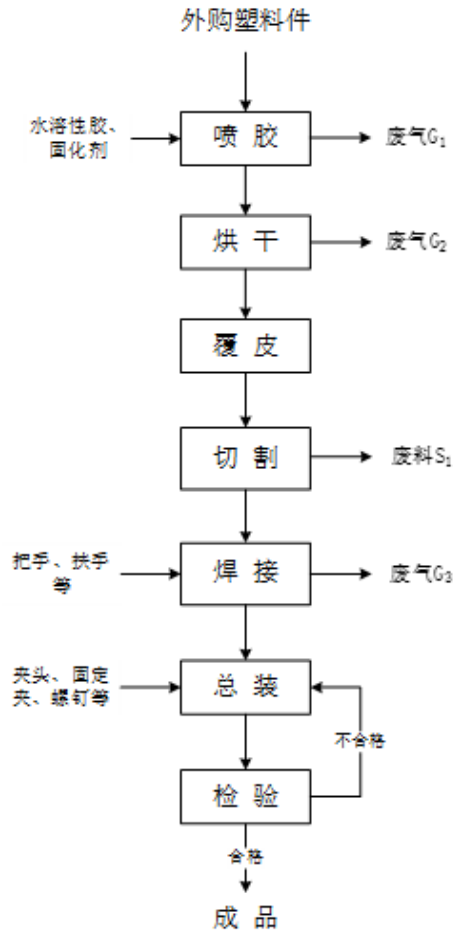 外购塑料件
水溶性胶、
固化剂
喷 胶
废气G₁
烘 干
废气G₂
覆 皮
切 割
废料S₁
把手、扶手
等
焊 接
废气G₃
夹头、固定
夹、螺钉等
总 装
不合格
检 验
合格
成 品